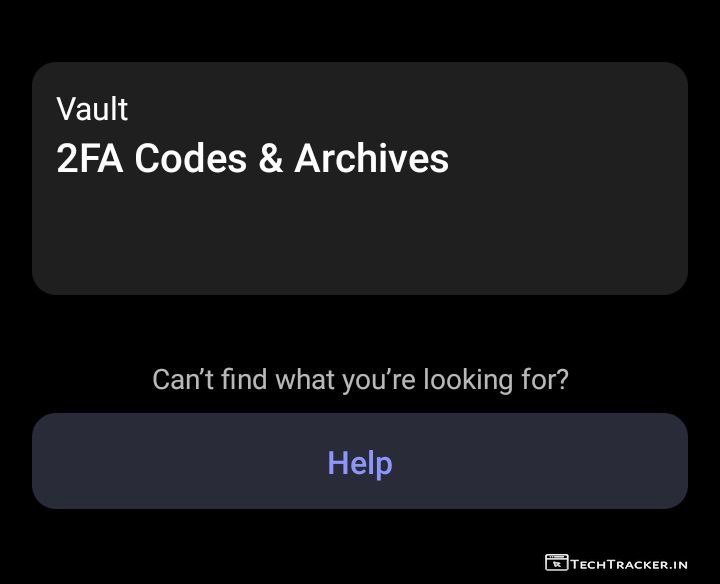 Vault
2FA Codes & Archives
Can’t find what you’re looking for?
Help
TECHTRACKER.IN